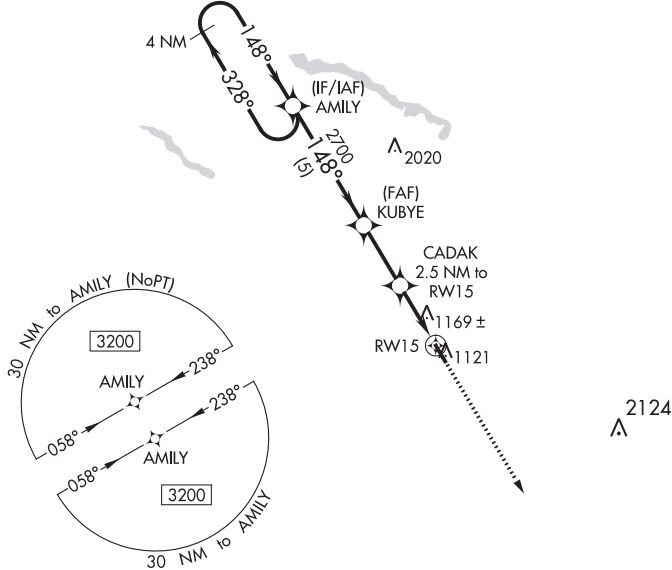 4 NM
148°
328°
(IF/IAF)
AMILY
2700
148°
(5)
2020
(FAF)
KUBYE
CADAK
2.5 NM to
RW15
1169 ±
RW15
1121
2124
30 NM to AMILY (NoPT)
3200
AMILY
238°
058°
238°
058°
AMILY
3200
30 NM to AMILY